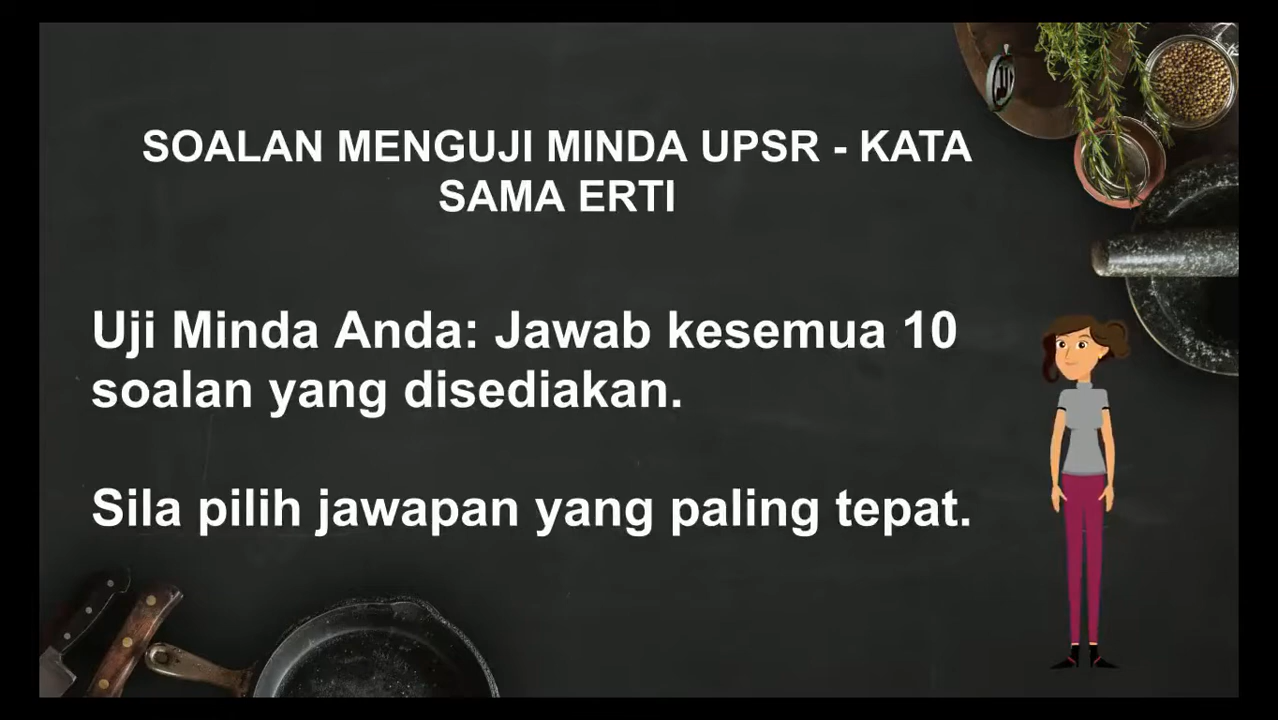 SOALAN MENGUJI MINDA UPSR - KATA
SAMA ERTI
Uji Minda Anda: Jawab kesemua 10
soalan yang disediakan.
Sila pilih jawapan yang paling tepat.